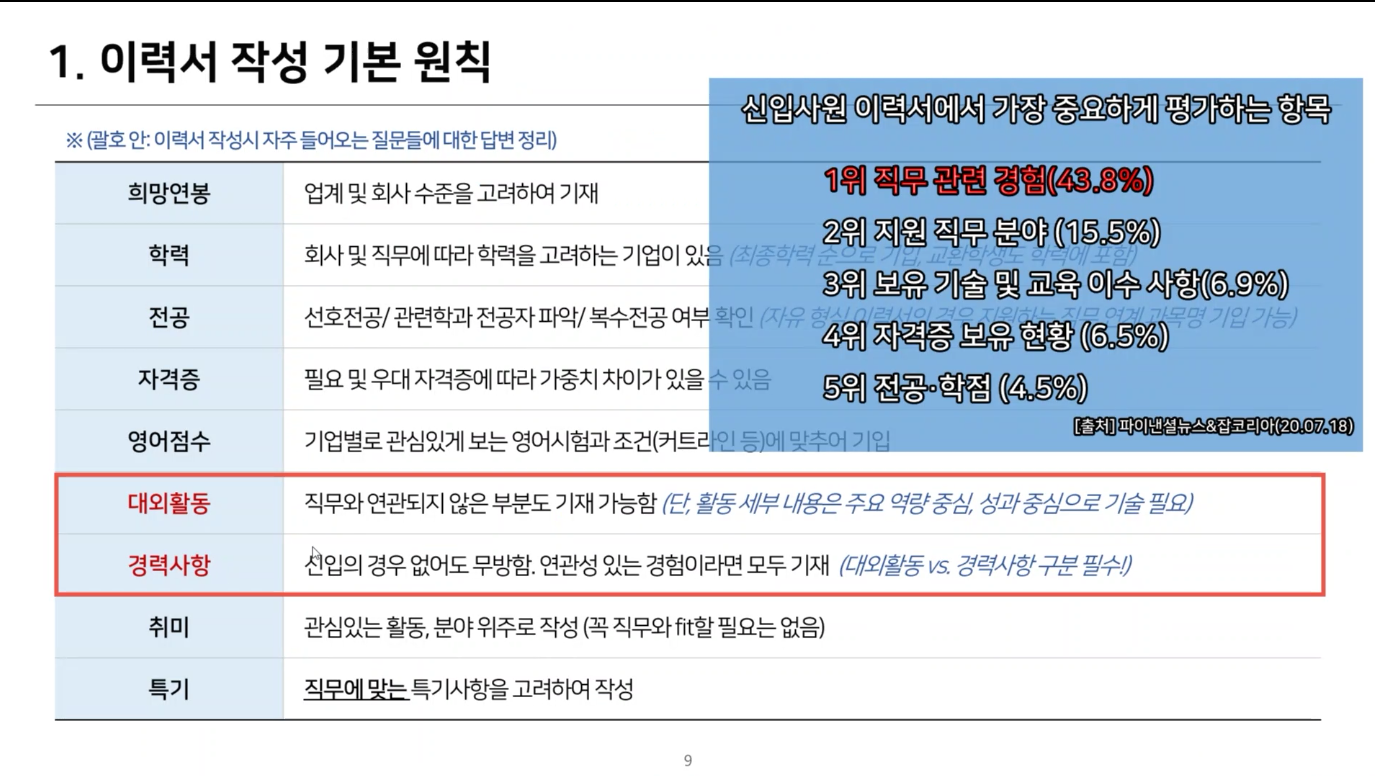 1. 이력서 작성 기본 원칙
※ (괄호 안: 이력서 작성시 자주 들어오는 질문들에 대한 답변 정리)
희망연봉 업계 및 회사 수준을 고려하여 기재
학력 회사 및 직무에 따라 학력을 고려하는 기업이 있음 (최종학력 순으로 기입, 교환학생도 학력에 포함)
전공 선호전공/ 관련학과 전공자 파악/ 복수전공 여부 확인 (자유 형식 이력서의 경우 지원하는 직무 연계 과목명 기입 가능)
자격증 필요 및 우대 자격증에 따라 가중치 차이가 있을 수 있음
영어점수 기업별로 관심있게 보는 영어시험과 조건(커트라인 등)에 맞추어 기입
대외활동 직무와 연관되지 않은 부분도 기재 가능함 (단, 활동 세부 내용은 주요 역량 중심, 성과 중심으로 기술 필요)
경력사항 신입의 경우 없어도 무방함. 연관성 있는 경험이라면 모두 기재 (대외활동 vs. 경력사항 구분 필수!)
취미 관심있는 활동, 분야 위주로 작성 (꼭 직무와 fit할 필요는 없음)
특기 직무에 맞는 특기사항을 고려하여 작성
신입사원 이력서에서 가장 중요하게 평가하는 항목
1위 직무 관련 경험(43.8%)
2위 지원 직무 분야 (15.5%)
3위 보유 기술 및 교육 이수 사항(6.9%)
4위 자격증 보유 현황 (6.5%)
5위 전공·학점 (4.5%)
[출처] 파이낸셜뉴스&잡코리아(20.07.18)
9